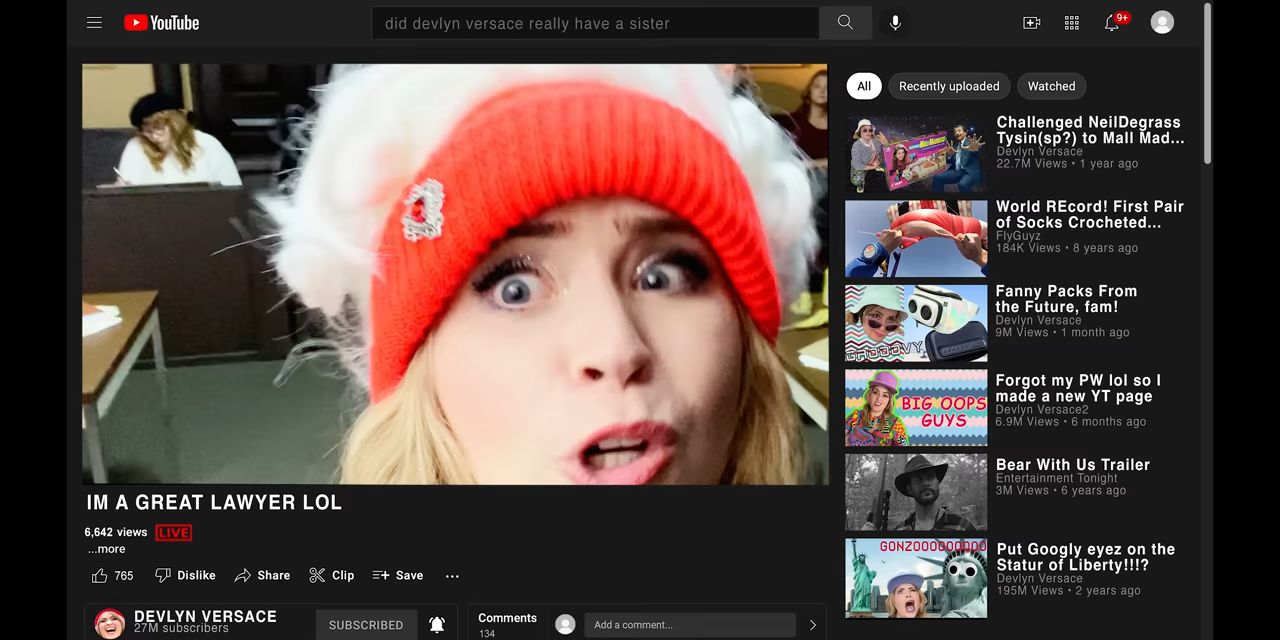 YouTube
did devlyn versace really have a sister
9+
All
Recently uploaded
Watched
IM A GREAT LAWYER LOL
6,642 views LIVE
...more
765
Dislike
Share
Clip
Save
DEVLYN VERSACE
27M subscribers
SUBSCRIBED
Comments
134
Add a comment...
Challenged NeilDegrass
Tysin(sp?) to Mall Mad...
Devlyn Versace
22.7M Views • 1 year ago
World REcord! First Pair
of Socks Crocheted...
FlyGuyz
184K Views • 8 years ago
GROOOVY
Fanny Packs From
the Future, fam!
Devlyn Versace
9M Views • 1 month ago
BIG OOPS
GUYS
Forgot my PW lol so I
made a new YT page
Devlyn Versace2
6.9M Views • 6 months ago
Bear With Us Trailer
Entertainment Tonight
3M Views • 6 years ago
Put Googly eyez on the
Statur of Liberty!!!?
Devlyn Versace
195M Views • 2 years ago